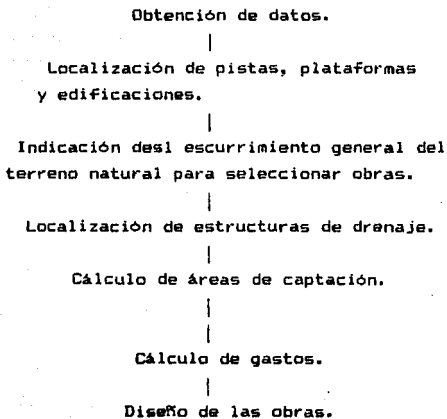 Obtención de datos.
Localización de pistas, plataformas
y edificaciones.
Indicación desl escurrimiento general del
terreno natural para seleccionar obras.
Localización de estructuras de drenaje.
Cálculo de áreas de captación.
Cálculo de gastos.
Diseño de las obras.